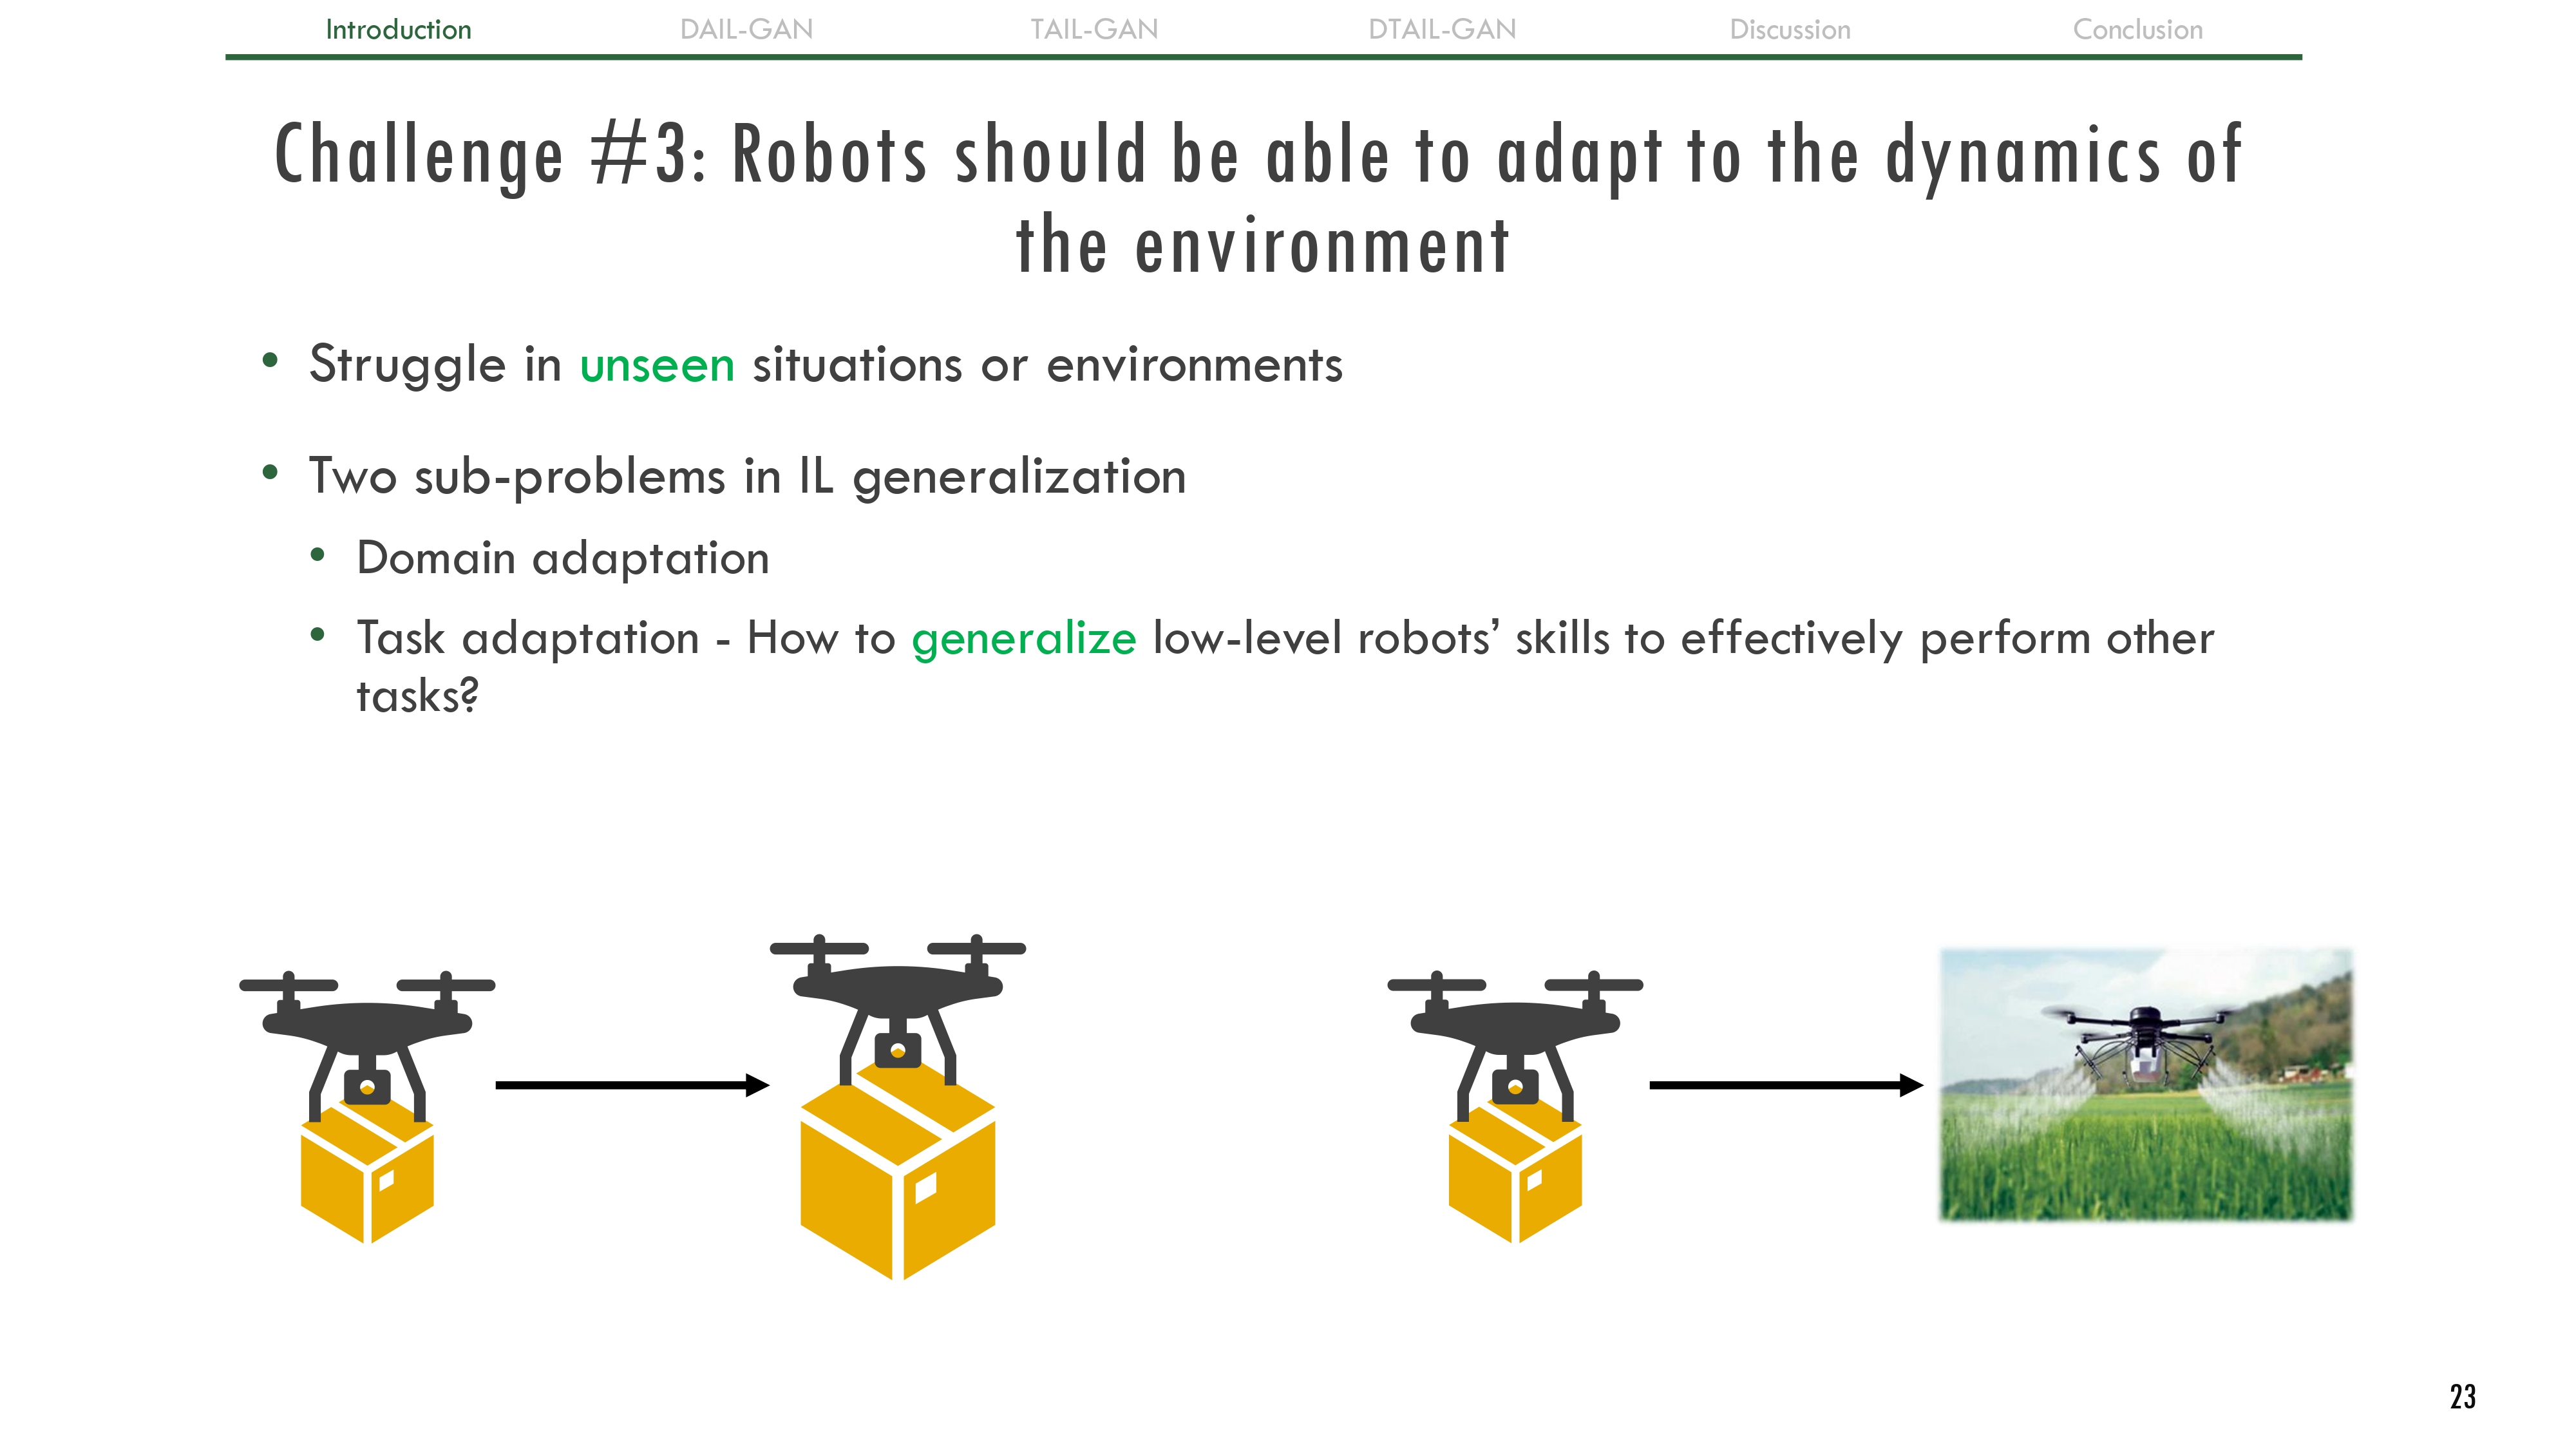 Introduction DAIL-GAN TAIL-GAN DTAIL-GAN Discussion Conclusion
Challenge #3: Robots should be able to adapt to the dynamics of
the environment
• Struggle in unseen situations or environments
• Two sub-problems in IL generalization
• Domain adaptation
• Task adaptation - How to generalize low-level robots’ skills to effectively perform other
tasks?
23